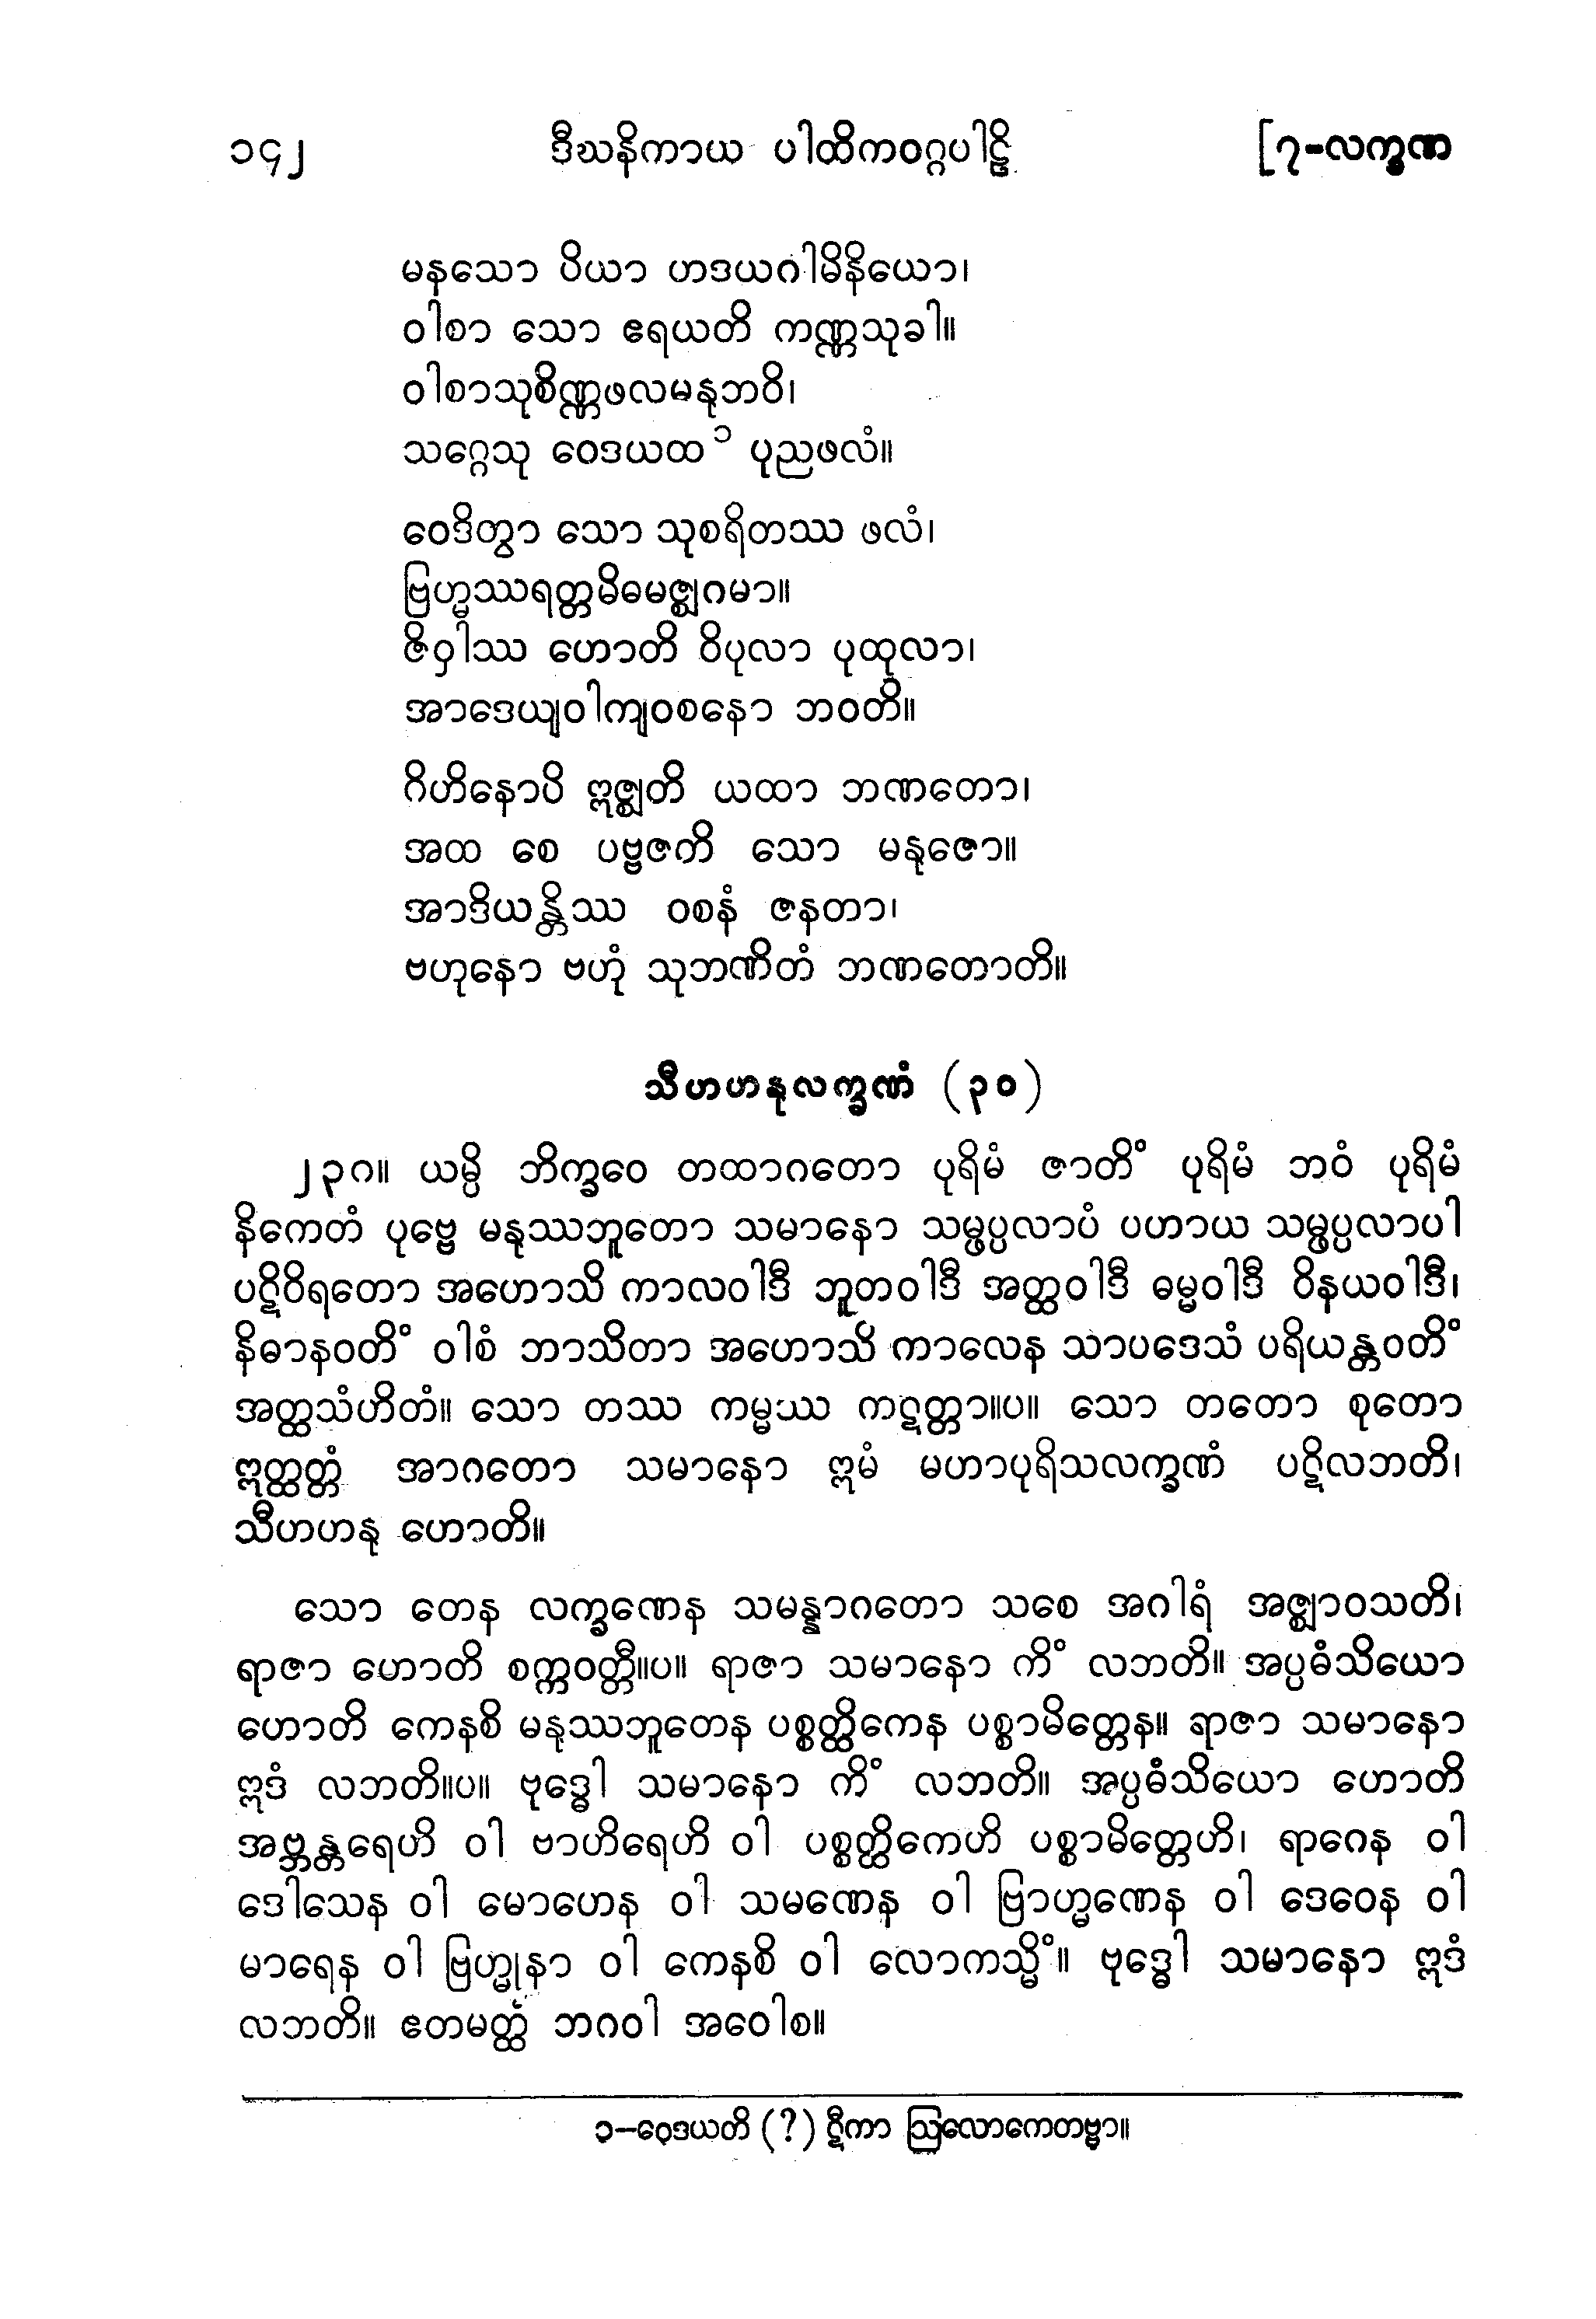 ၁၄၂ ဒီဃနိကာယ ပါထိကဝဂ္ဂပါဠိ [၇-လက္ခဏ
မနသော ပိယာ ဟဒယဂါမိနိယော၊
ဝါစာ သော ဧရယတိ ကဏ္ဏသုခါ။
ဝါစာသုစိဏ္ဏဖလမနုဘဝိ၊
သဂ္ဂေသု ဝေဒယထ ၁ ပုညဖလံ။
ဝေဒိတွာ သော သုစရိတဿ ဖလံ၊
ဗြဟ္မဿရတ္တမိဓမဇ္ဈဂမာ။
ဇိဝှါဿ ဟောတိ ဝိပုလာ ပုထုလာ၊
အာဒေယျဝါကျဝစနော ဘဝတိ။
ဂိဟိနောပိ ဣဇ္ဈတိ ယထာ ဘဏတော၊
အထ စေ ပဗ္ဗဇတိ သော မနုဇော။
အာဒိယန္တိဿ ဝစနံ ဇနတာ၊
ဗဟုနော ဗဟုံ သုဘဏိတံ ဘဏတောတိ။
သီဟဟနုလက္ခဏံ (၃၀)
၂၃၈။ ယမ္ပိ ဘိက္ခဝေ တထာဂတော ပုရိမံ ဇာတိံ ပုရိမံ ဘဝံ ပုရိမံ
နိကေတံ ပုဗ္ဗေ မနုဿဘူတော သမာနော သမ္ဖပ္ပလာပံ ပဟာယ သမ္ဖပ္ပလာပါ
ပဋိဝိရတော အဟောသိ ကာလဝါဒီ ဘူတဝါဒီ အတ္ထဝါဒီ ဓမ္မဝါဒီ ဝိနယဝါဒီ၊
နိဓာနဝတိံ ဝါစံ ဘာသိတာ အဟောသိ ကာလေန သာပဒေသံ ပရိယန္တဝတိံ
အတ္ထသံဟိတံ။ သော တဿ ကမ္မဿ ကဋတ္တာ။ပ။ သော တတော စုတော
ဣတ္ထတ္တံ အာဂတော သမာနော ဣမံ မဟာပုရိသလက္ခဏံ ပဋိလဘတိ၊
သီဟဟနု ဟောတိ။
သော တေန လက္ခဏေန သမန္နာဂတော သစေ အဂါရံ အဇ္ဈာဝသတိ၊
ရာဇာ ဟောတိ စက္ကဝတ္တီ။ပ။ ရာဇာ သမာနော ကိံ လဘတိ။ အပ္ပဓံသိယော
ဟောတိ ကေနစိ မနုဿဘူတေန ပစ္စတ္ထိကေန ပစ္စာမိတ္တေန။ ရာဇာ သမာနော
ဣဒံ လဘတိ။ပ။ ဗုဒ္ဓေါ သမာနော ကိံ လဘတိ။ အပ္ပဓံသိယော ဟောတိ
အဗ္ဘန္တရေဟိ ဝါ ဗာဟိရေဟိ ဝါ ပစ္စတ္ထိကေဟိ ပစ္စာမိတ္တေဟိ၊ ရာဂေန ဝါ
ဒေါသေန ဝါ မောဟေန ဝါ သမဏေန ဝါ ဗြာဟ္မဏေန ဝါ ဒေဝေန ဝါ
မာရေန ဝါ ဗြဟ္မုနာ ဝါ ကေနစိ ဝါ လောကသ္မိံ။ ဗုဒ္ဓေါ သမာနော ဣဒံ
လဘတိ။ ဧတမတ္ထံ ဘဂဝါ အဝေါစ။
၁−ဝေဒယတိ (?) ဋီကာ ဩလောကေတဗ္ဗာ။